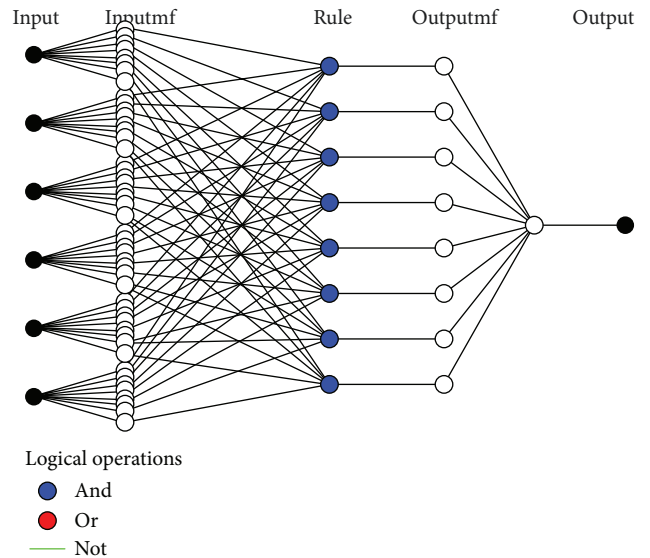 Input Inputmf Rule Outputmf Output
Logical operations
And
Or
Not